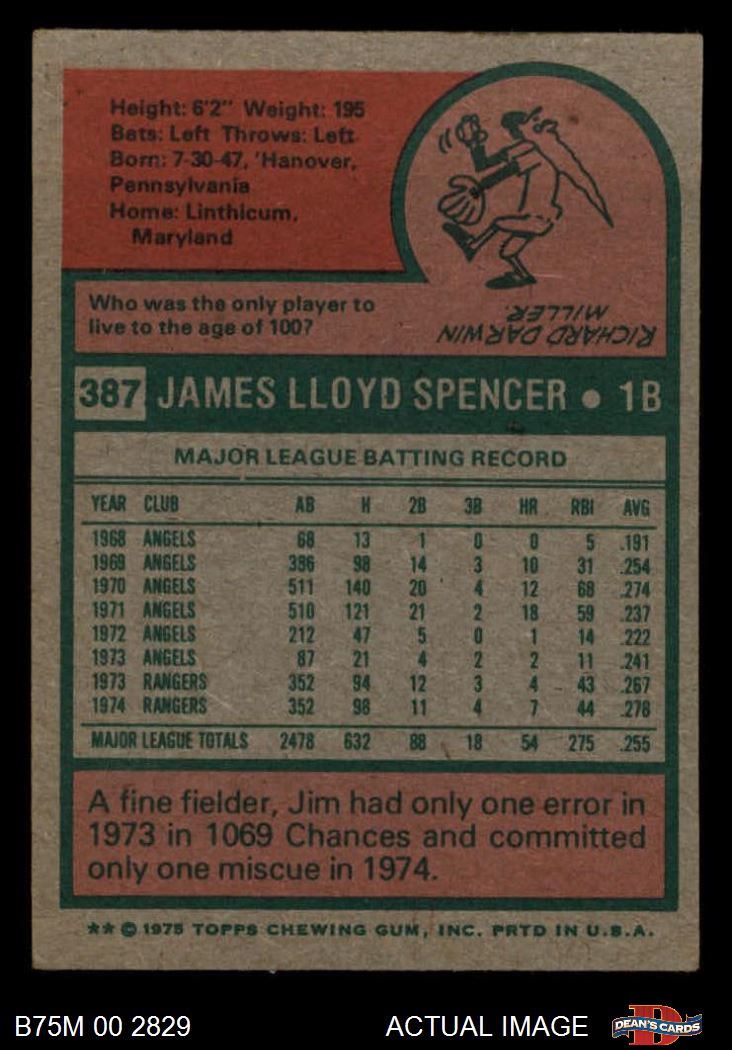 Height: 6'2" Weight: 195
Bats: Left Throws: Left
Born: 7-30-47, 'Hanover,
Pennsylvania
Home: Linthicum,
Maryland
Who was the only player to
live to the age of 100?
RICHARD DARWIN
MILLER.
387 JAMES LLOYD SPENCER • 1B
MAJOR LEAGUE BATTING RECORD
YEAR CLUB AB H 2B 3B HR RBI AVG
1968 ANGELS 68 13 1 0 0 5 .191
1969 ANGELS 386 98 14 3 10 31 .254
1970 ANGELS 511 140 20 4 12 68 .274
1971 ANGELS 510 121 21 2 18 59 .237
1972 ANGELS 212 47 5 0 1 14 .222
1973 ANGELS 87 21 4 2 2 11 .241
1973 RANGERS 352 94 12 3 4 43 .267
1974 RANGERS 352 98 11 4 7 44 .278
MAJOR LEAGUE TOTALS 2478 632 88 18 54 275 .255
A fine fielder, Jim had only one error in
1973 in 1069 Chances and committed
only one miscue in 1974.
** © 1975 TOPPS CHEWING GUM, INC. PRTD IN U.S.A.
B75M 00 2829 ACTUAL IMAGE D DEAN'S CARDS